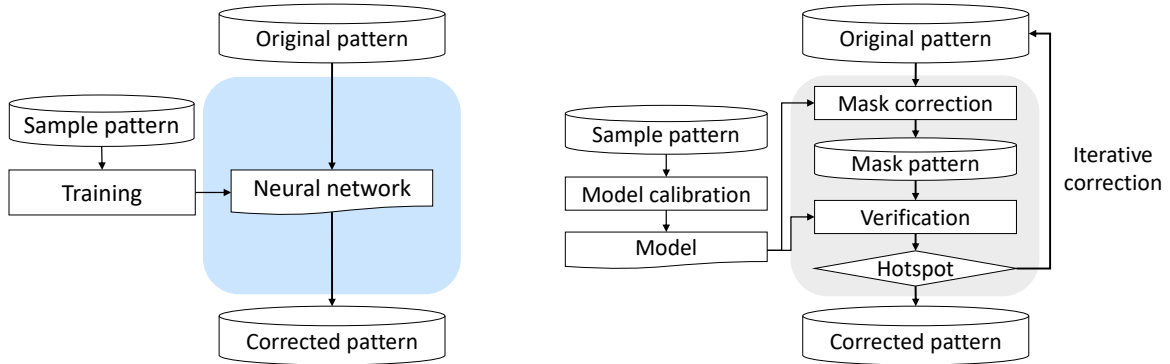 Original pattern
Sample pattern
Training
Neural network
Corrected pattern
Original pattern
Mask correction
Sample pattern
Mask pattern
Model calibration
Verification
Model
Hotspot
Corrected pattern
Iterative
correction